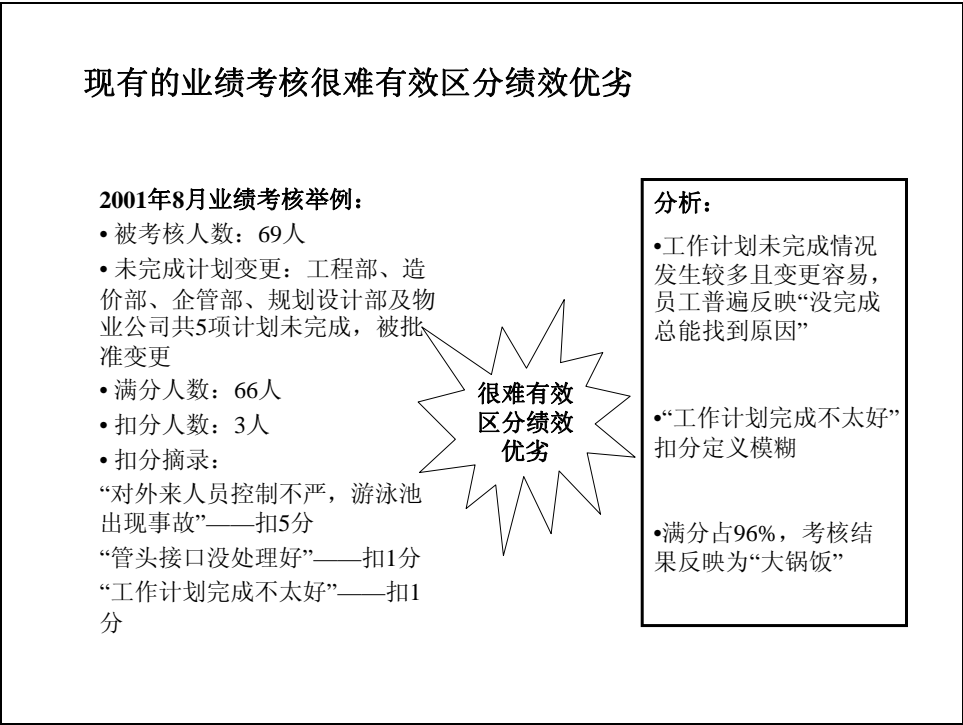 现有的业绩考核很难有效区分绩效优劣
2001年8月业绩考核举例：
• 被考核人数：69人
• 未完成计划变更：工程部、造
价部、企管部、规划设计部及物
业公司共5项计划未完成，被批
准变更
• 满分人数：66人
• 扣分人数：3人
• 扣分摘录：
“对外来人员控制不严，游泳池
出现事故”——扣5分
“管头接口没处理好”——扣1分
“工作计划完成不太好”——扣1
分
很难有效
区分绩效
优劣
分析：
•工作计划未完成情况
发生较多且变更容易，
员工普遍反映“没完成
总能找到原因”
•“工作计划完成不太好”
扣分定义模糊
•满分占96%，考核结
果反映为“大锅饭”